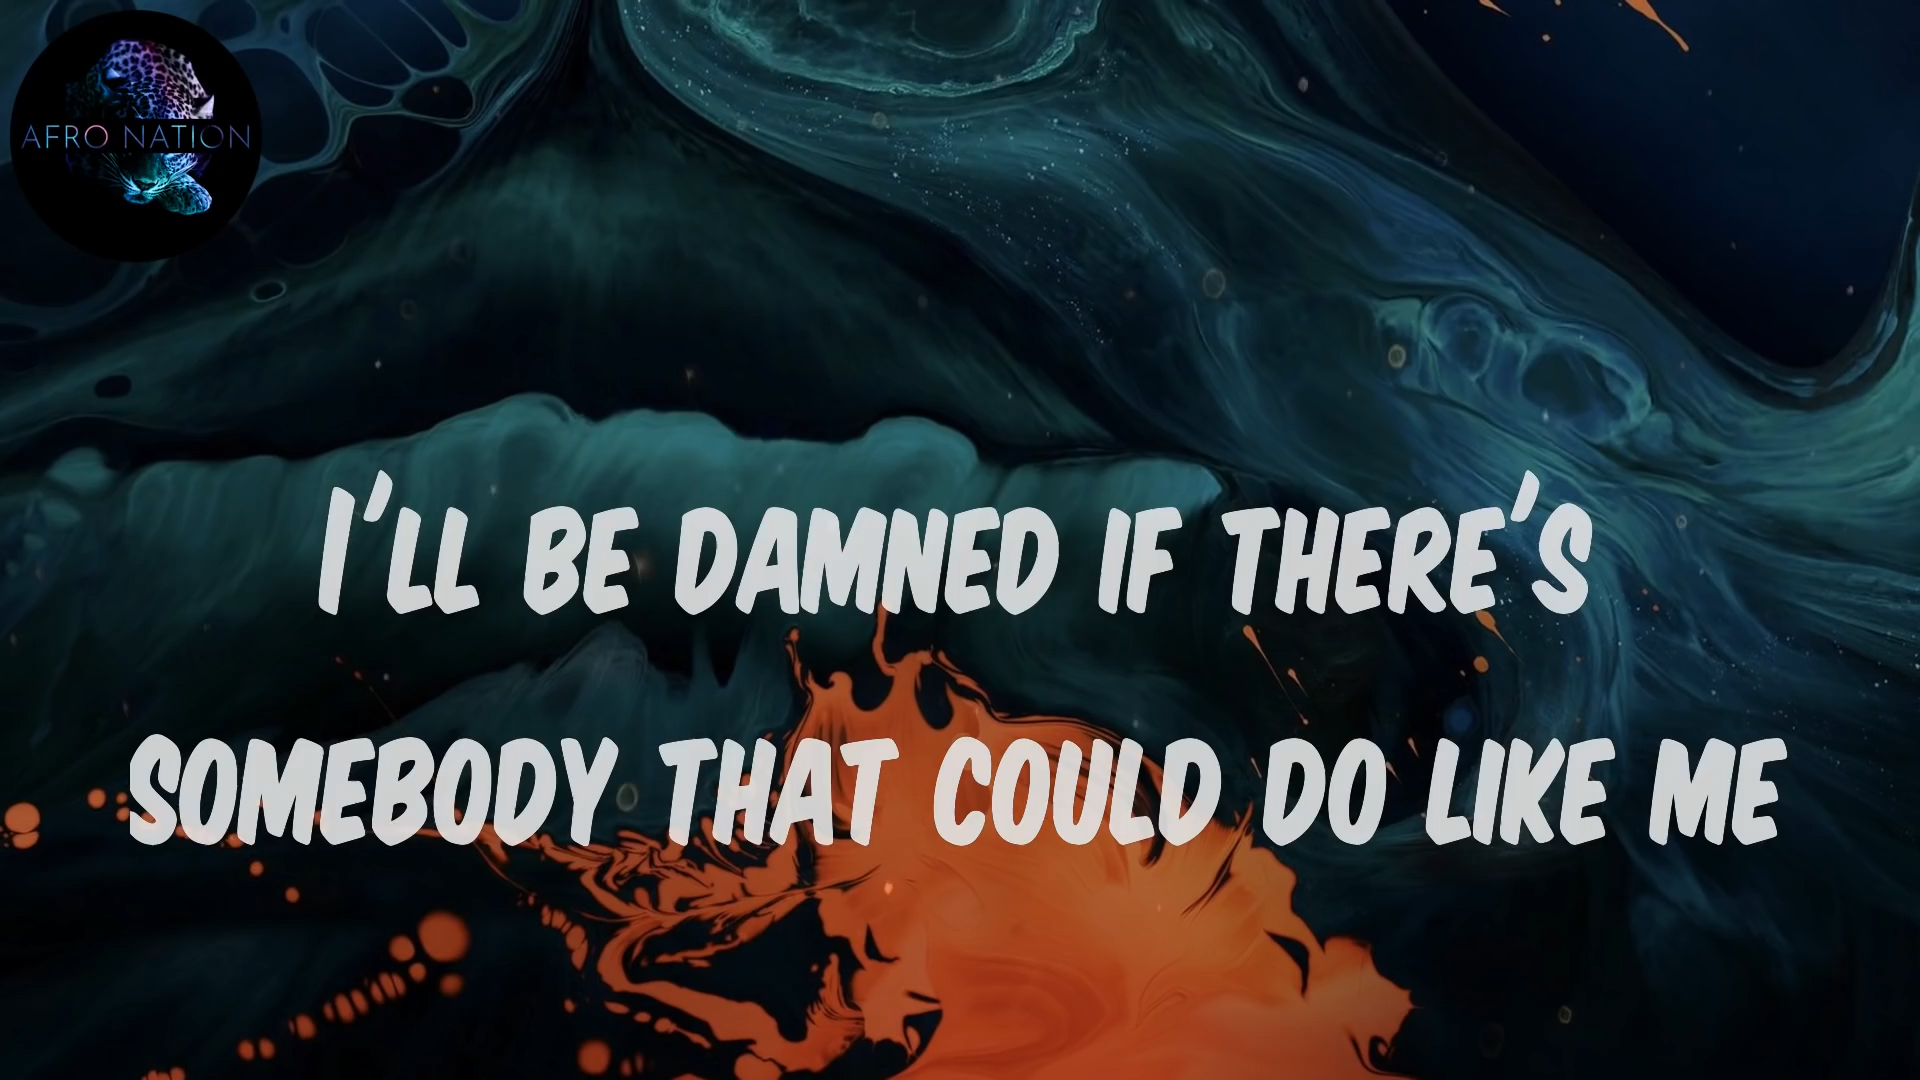 AFRO NATION
I'LL BE DAMNED IF THERE'S
SOMEBODY THAT COULD DO LIKE ME